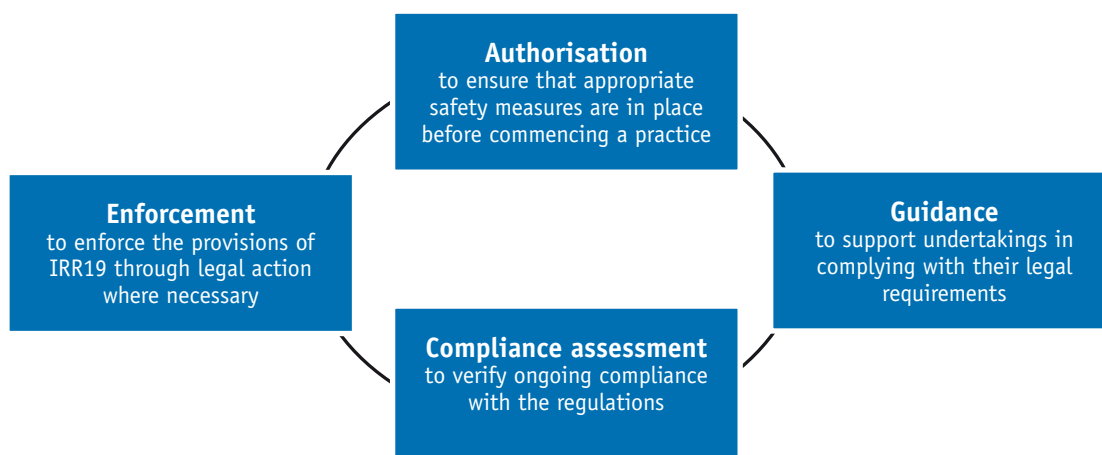 Authorisation
to ensure that appropriate
safety measures are in place
before commencing a practice
Enforcement
to enforce the provisions of
IRR19 through legal action
where necessary
Guidance
to support undertakings in
complying with their legal
requirements
Compliance assessment
to verify ongoing compliance
with the regulations